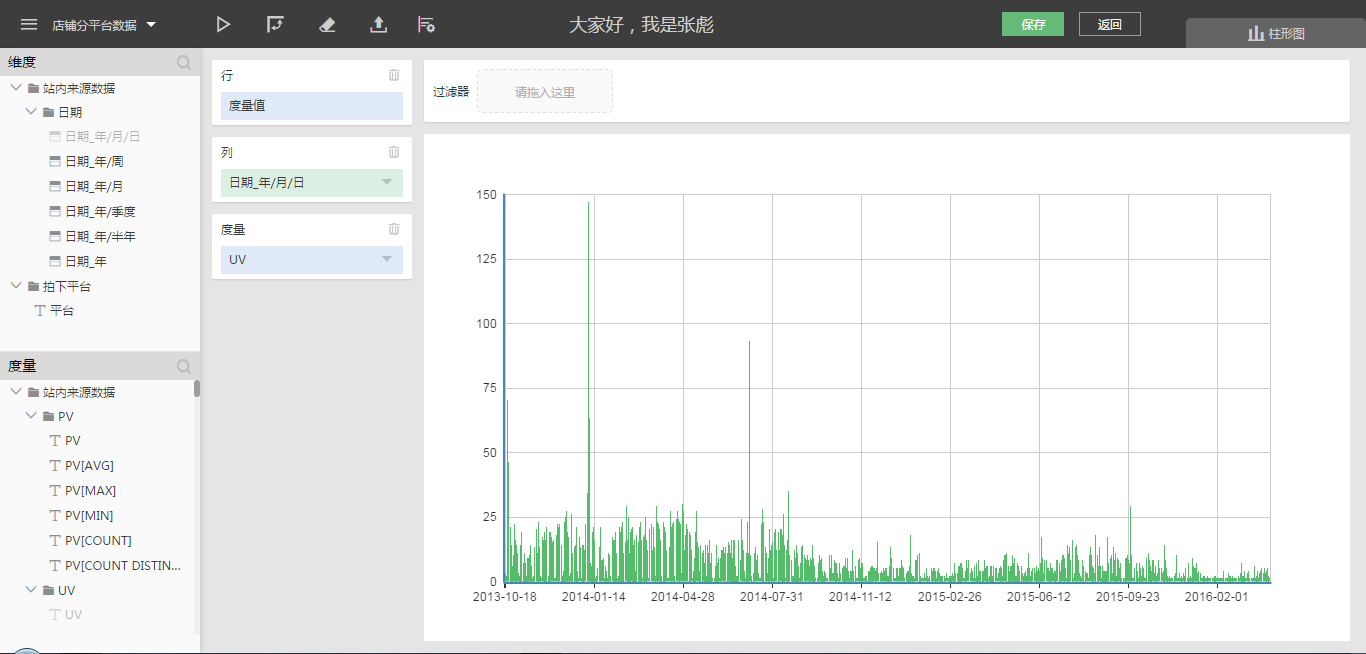 店铺分平台数据
大家好，我是张彪
保存
返回
柱形图
维度
站内来源数据
日期
日期_年/月/日
日期_年/周
日期_年/月
日期_年/季度
日期_年/半年
日期_年
拍下平台
平台
度量
站内来源数据
PV
PV
PV[AVG]
PV[MAX]
PV[MIN]
PV[COUNT]
PV[COUNT DISTIN...
UV
UV
行
度量值
列
日期_年/月/日
度量
UV
过滤器
请拖入这里
150
125
100
75
50
25
0
2013-10-18 2014-01-14 2014-04-28 2014-07-31 2014-11-12 2015-02-26 2015-06-12 2015-09-23 2016-02-01